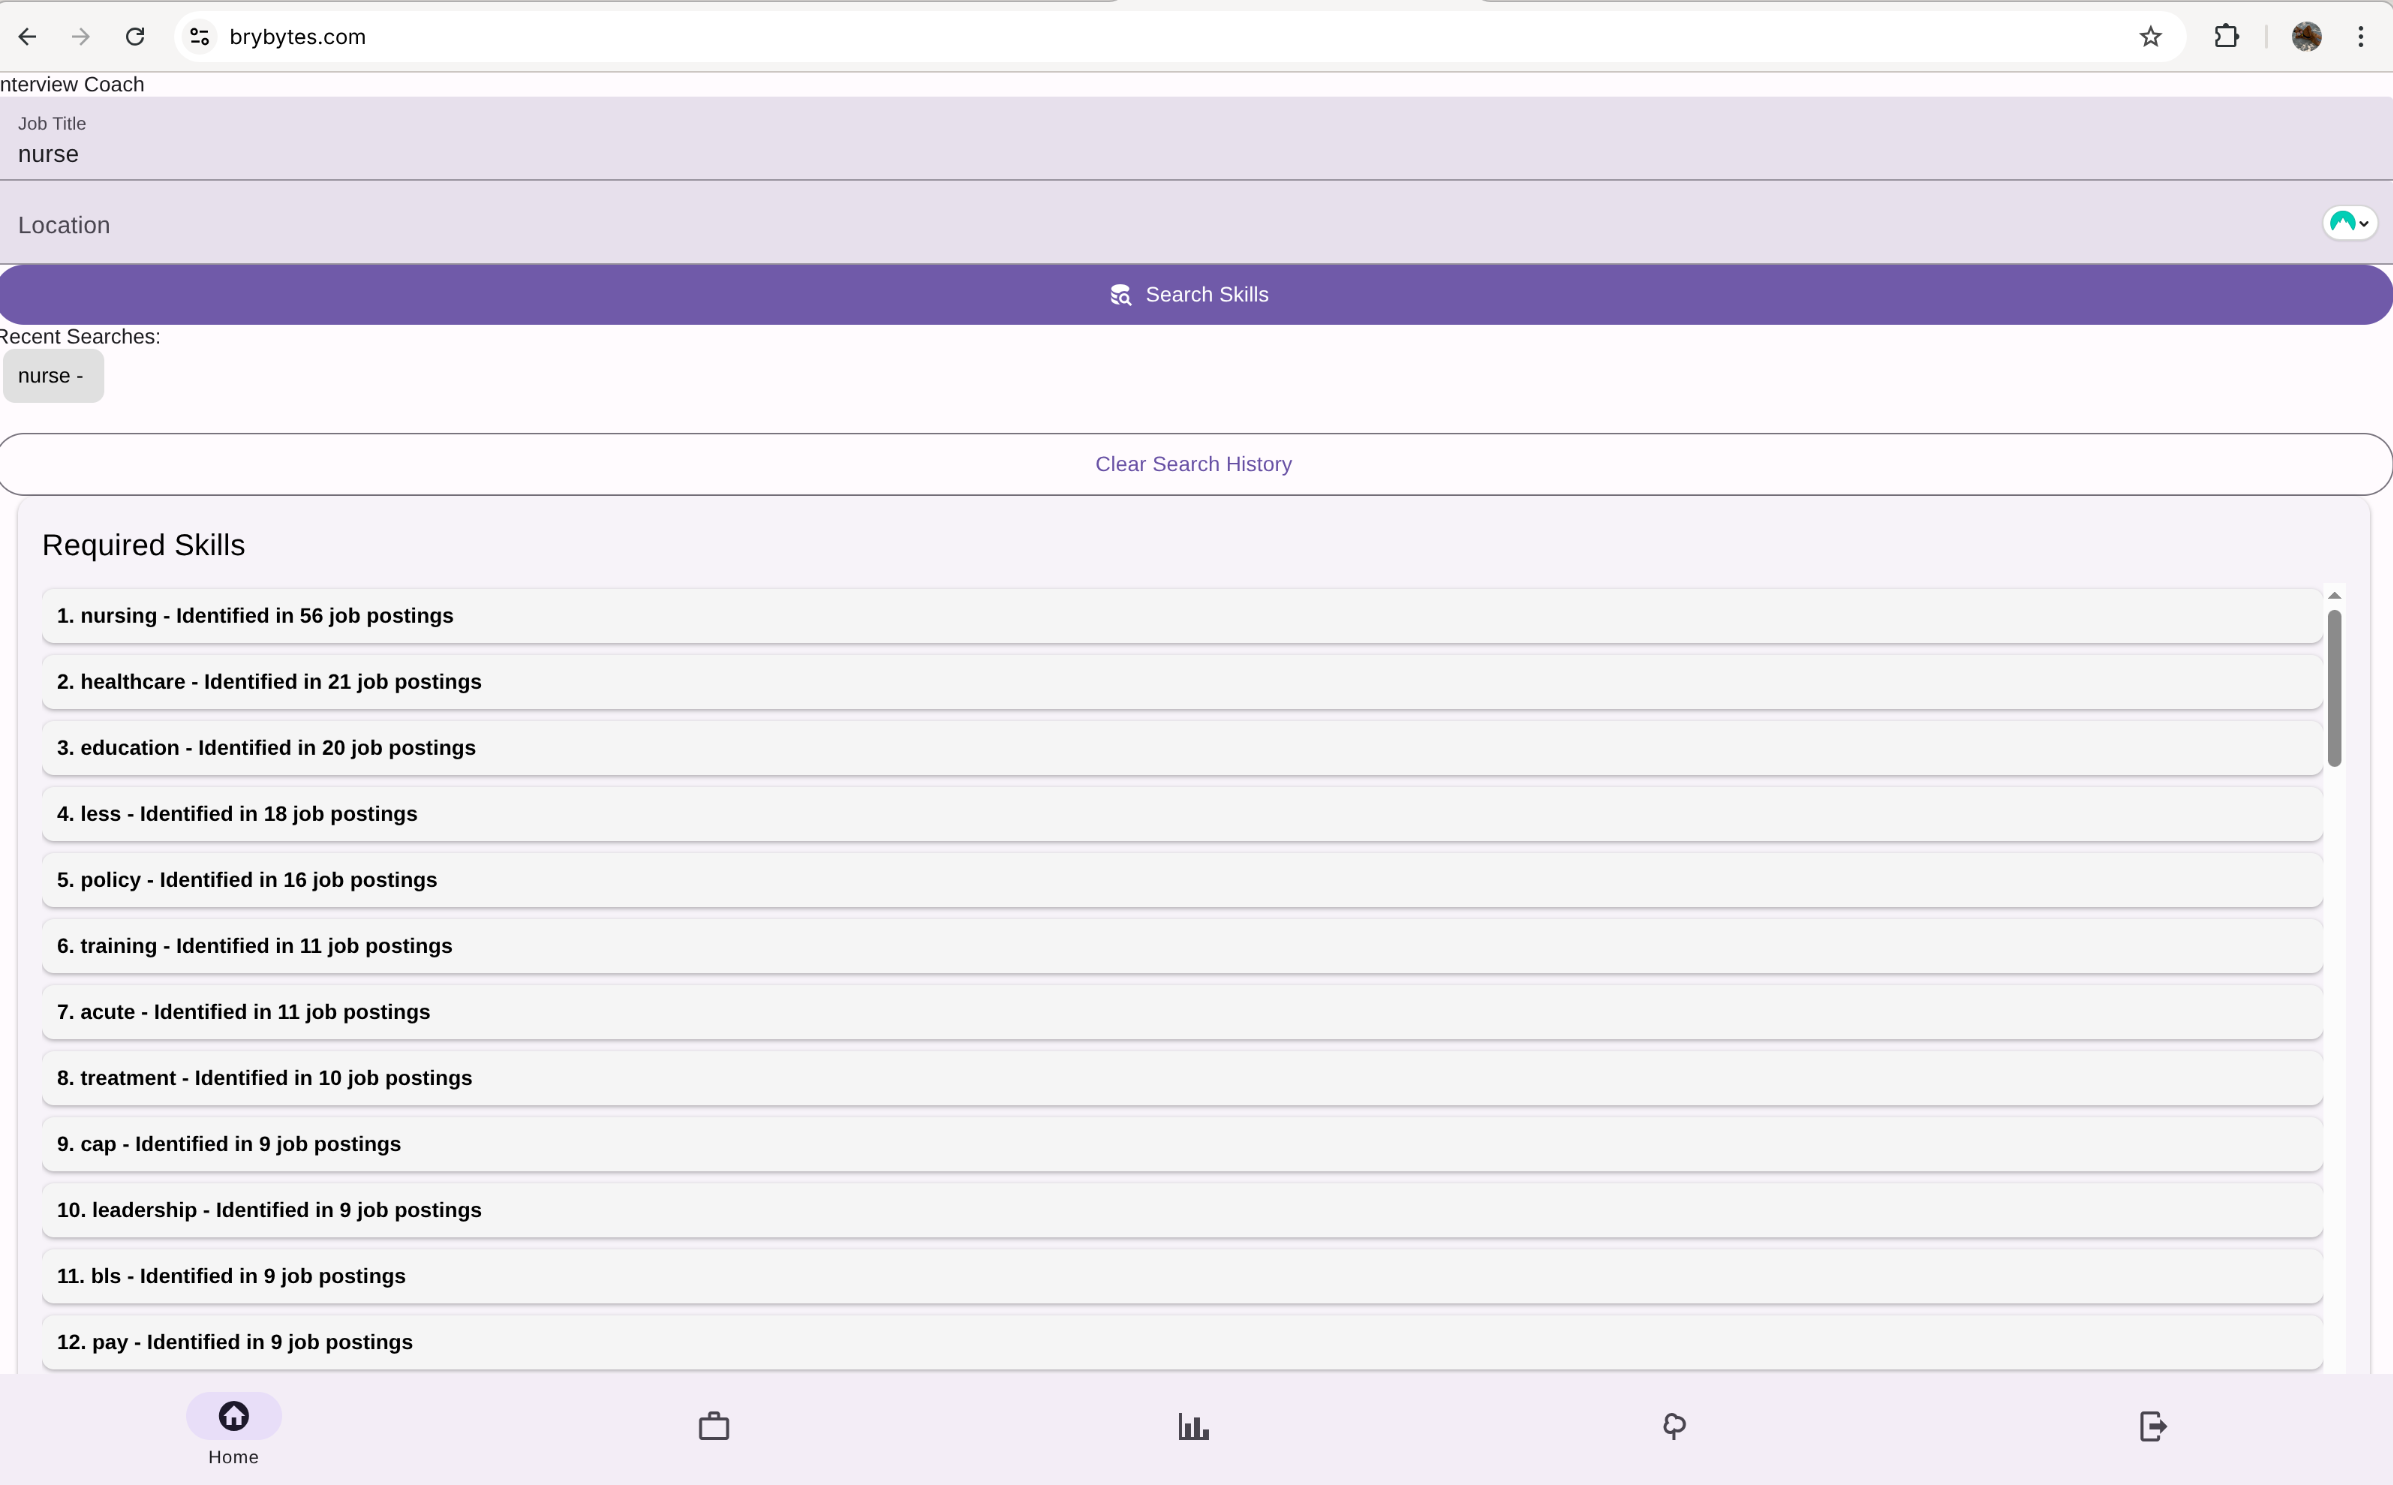 brybytes.com
nterview Coach
Job Title
nurse
Location
Search Skills
Recent Searches:
nurse -
Clear Search History
Required Skills
1. nursing - Identified in 56 job postings
2. healthcare - Identified in 21 job postings
3. education - Identified in 20 job postings
4. less - Identified in 18 job postings
5. policy - Identified in 16 job postings
6. training - Identified in 11 job postings
7. acute - Identified in 11 job postings
8. treatment - Identified in 10 job postings
9. cap - Identified in 9 job postings
10. leadership - Identified in 9 job postings
11. bls - Identified in 9 job postings
12. pay - Identified in 9 job postings
Home